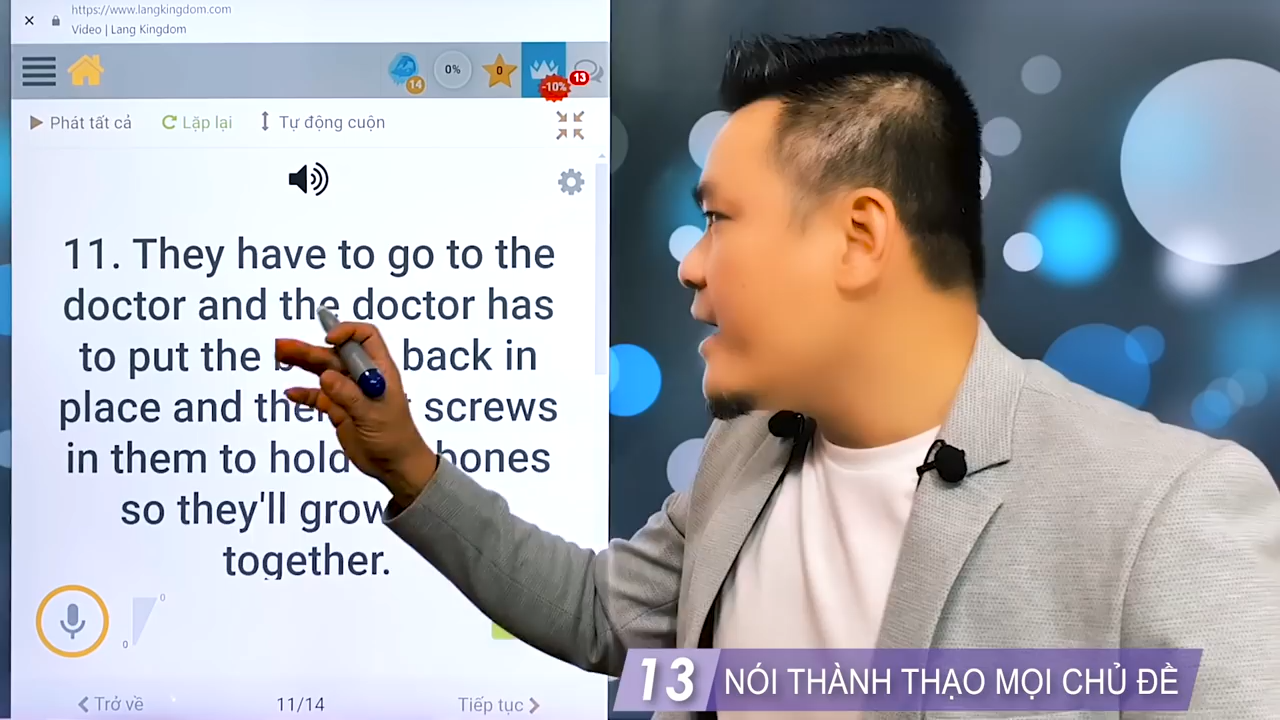 https://www.langkingdom.com
Video | Lang Kingdom
14
0%
0
-10%
13
Phát tất cả
Lặp lại
Tự động cuộn
11. They have to go to the
doctor and the doctor has
to put the back in
place and screws
in them to hold bones
so they'll grow
together.
0
0
Trở về
11/14
Tiếp tục
13 NÓI THÀNH THẠO MỌI CHỦ ĐỀ